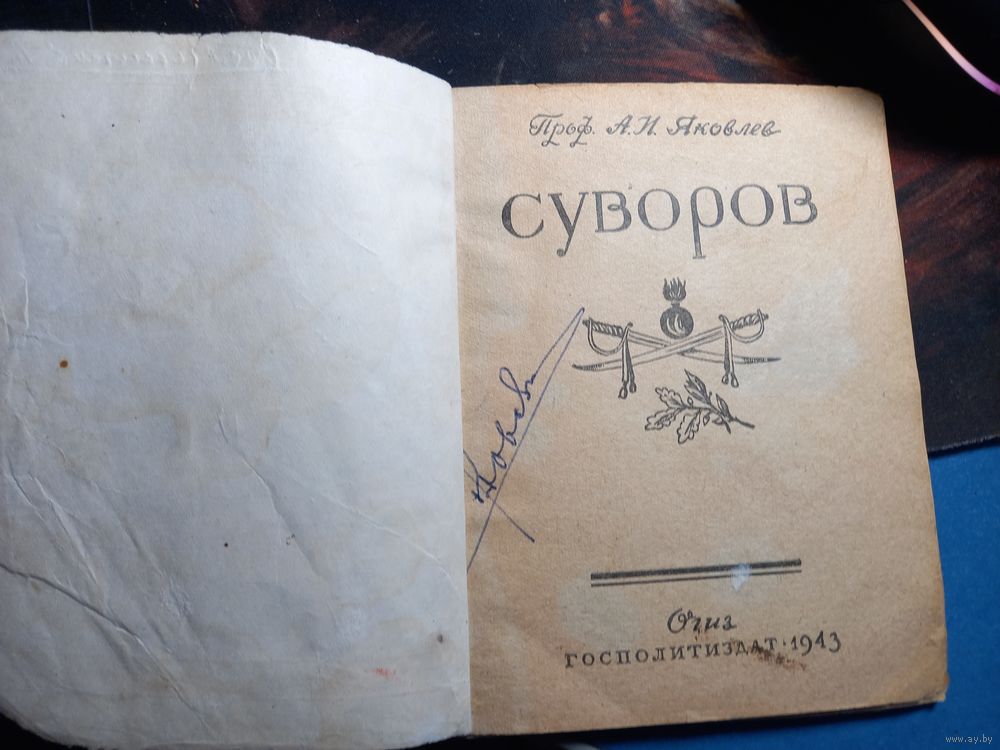 Проф. А.И. Яковлев
СУВОРОВ
Огиз
ГОСПОЛИТИЗДАТ·1943
www.ay.by